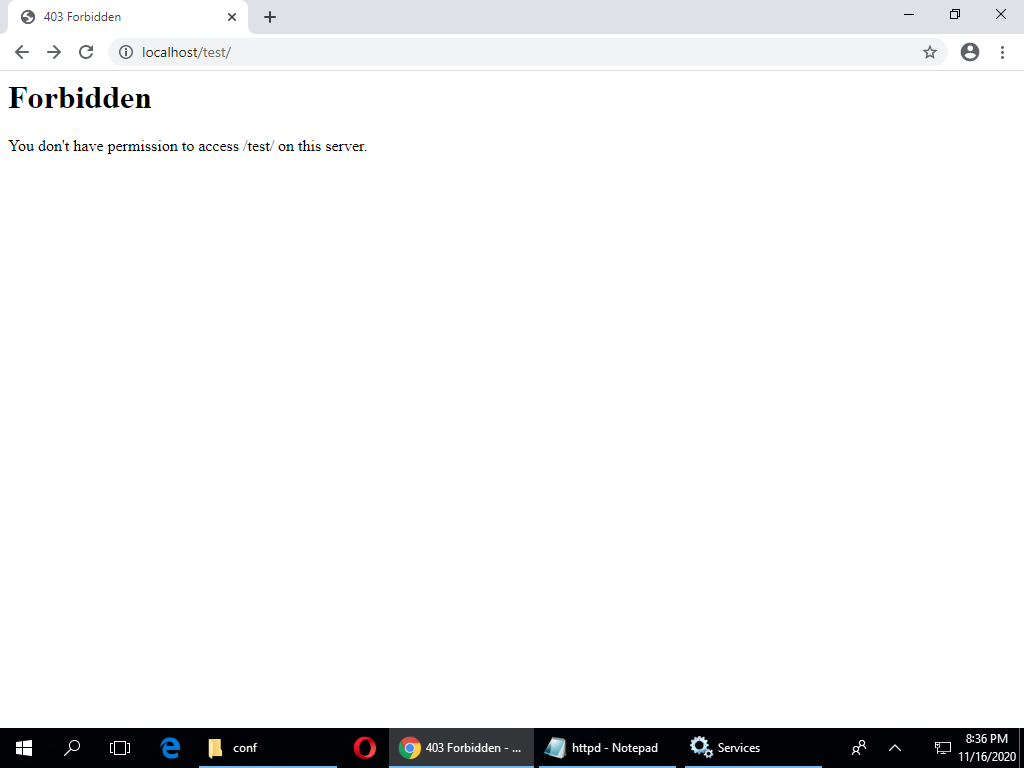 403 Forbidden
localhost/test/
Forbidden
You don't have permission to access /test/ on this server.
conf
403 Forbidden - ...
httpd - Notepad
Services
8:36 PM
11/16/2020